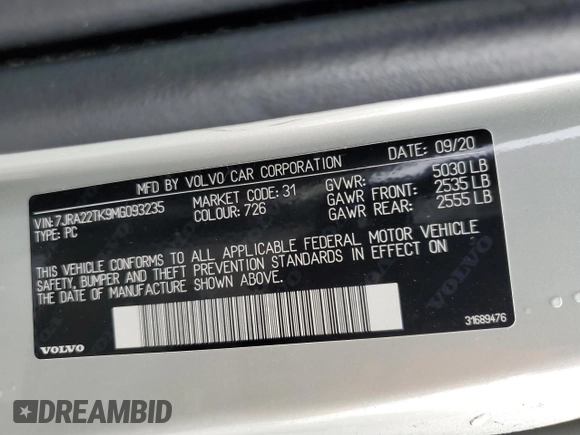 MFD BY VOLVO CAR CORPORATION DATE: 09/20
VIN:7JRA22TK9MG093235 MARKET CODE:31 GVWR: 5030 LB
TYPE: PC COLOUR: 726 GAWR FRONT: 2535 LB
GAWR REAR: 2555 LB
THIS VEHICLE CONFORMS TO ALL APPLICABLE FEDERAL MOTOR VEHICLE
SAFETY, BUMPER AND THEFT PREVENTION STANDARDS IN EFFECT ON
THE DATE OF MANUFACTURE SHOWN ABOVE.
VOLVO
31689476
DREAMBID